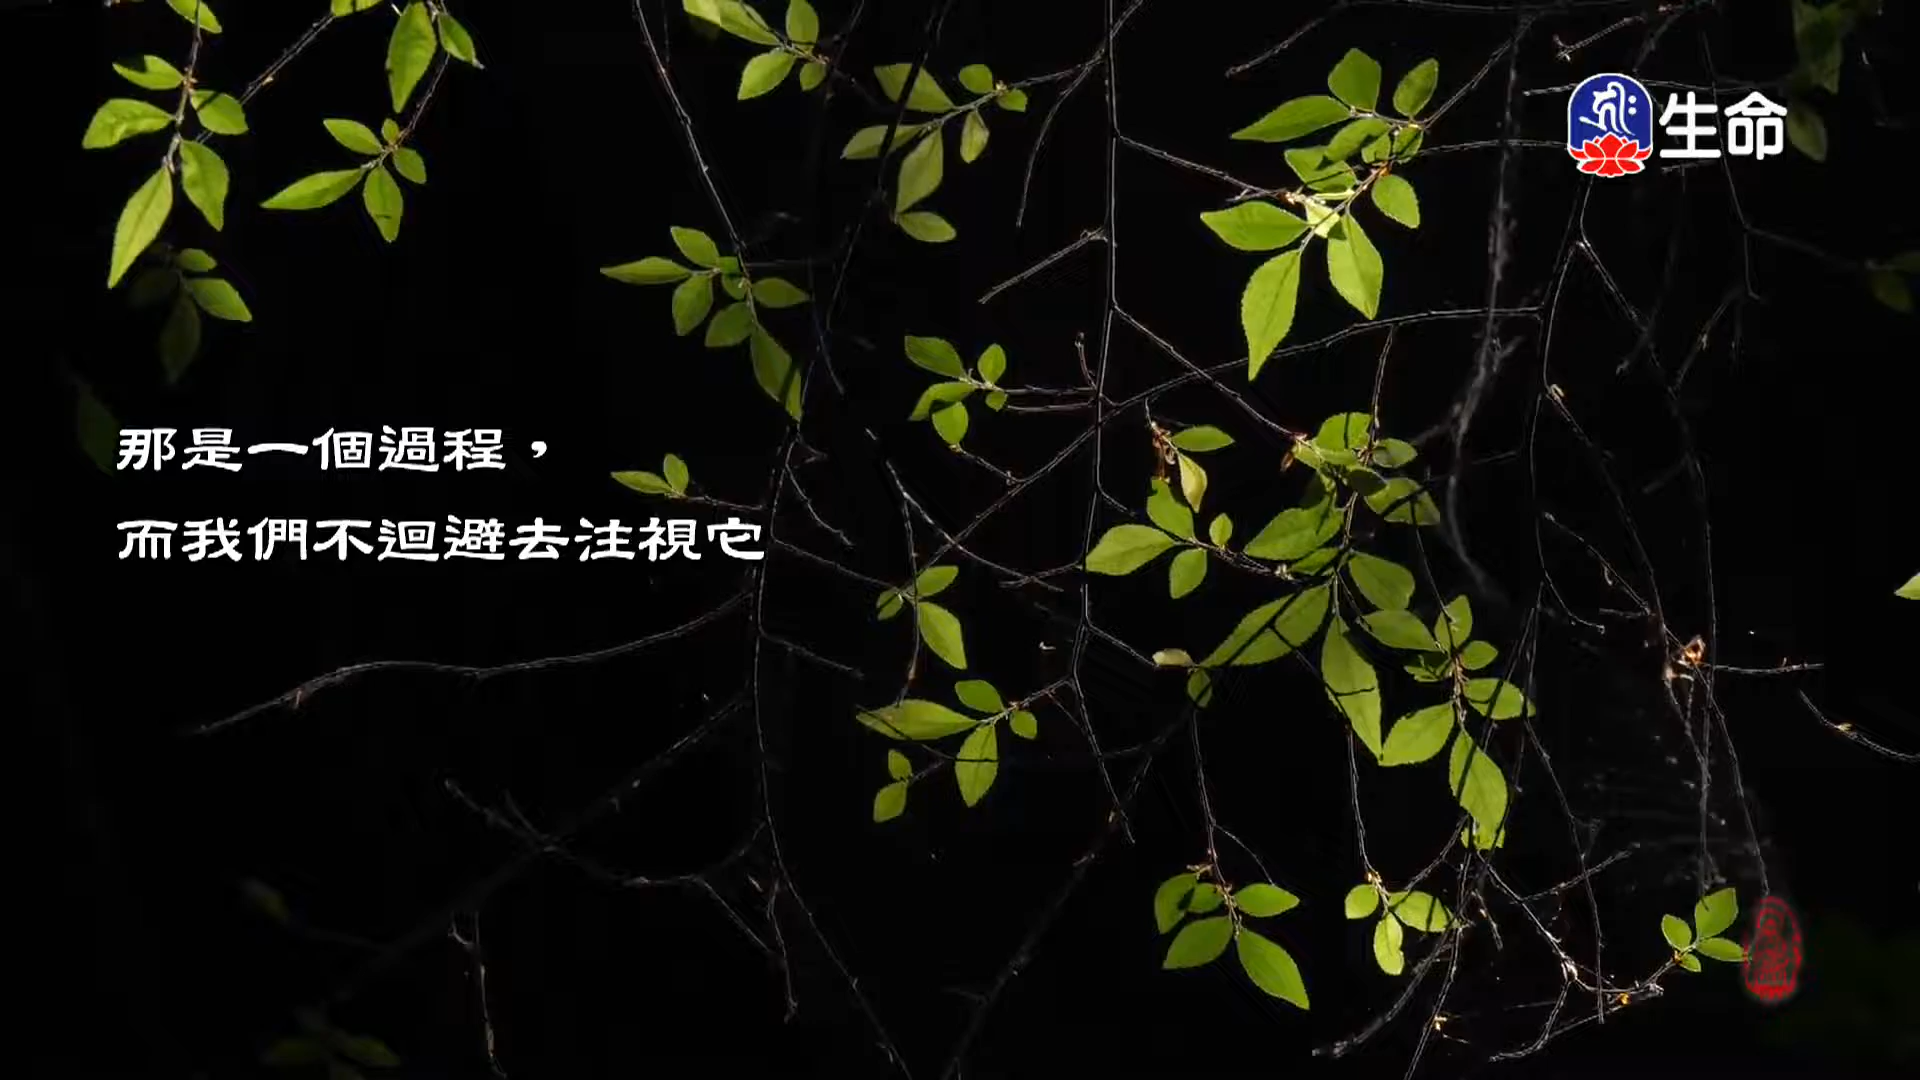 生命
那是一個過程，
而我們不迴避去注視它